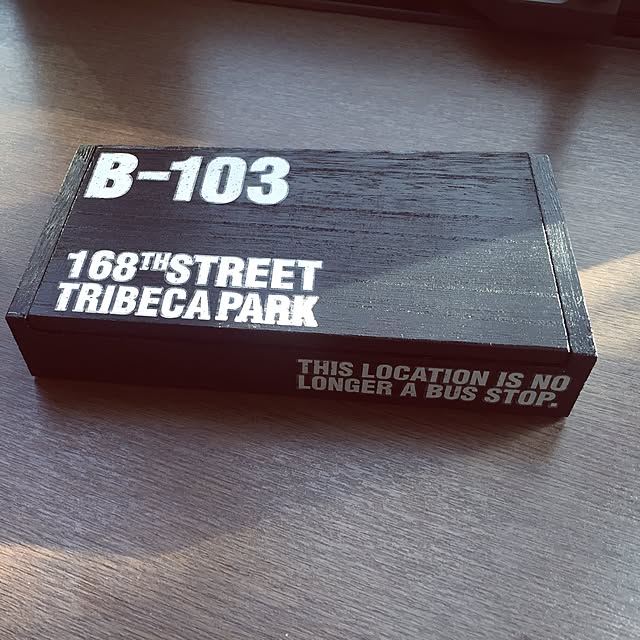 B-103
168TH STREET
TRIBECA PARK
THIS LOCATION IS NO
LONGER A BUS STOP.